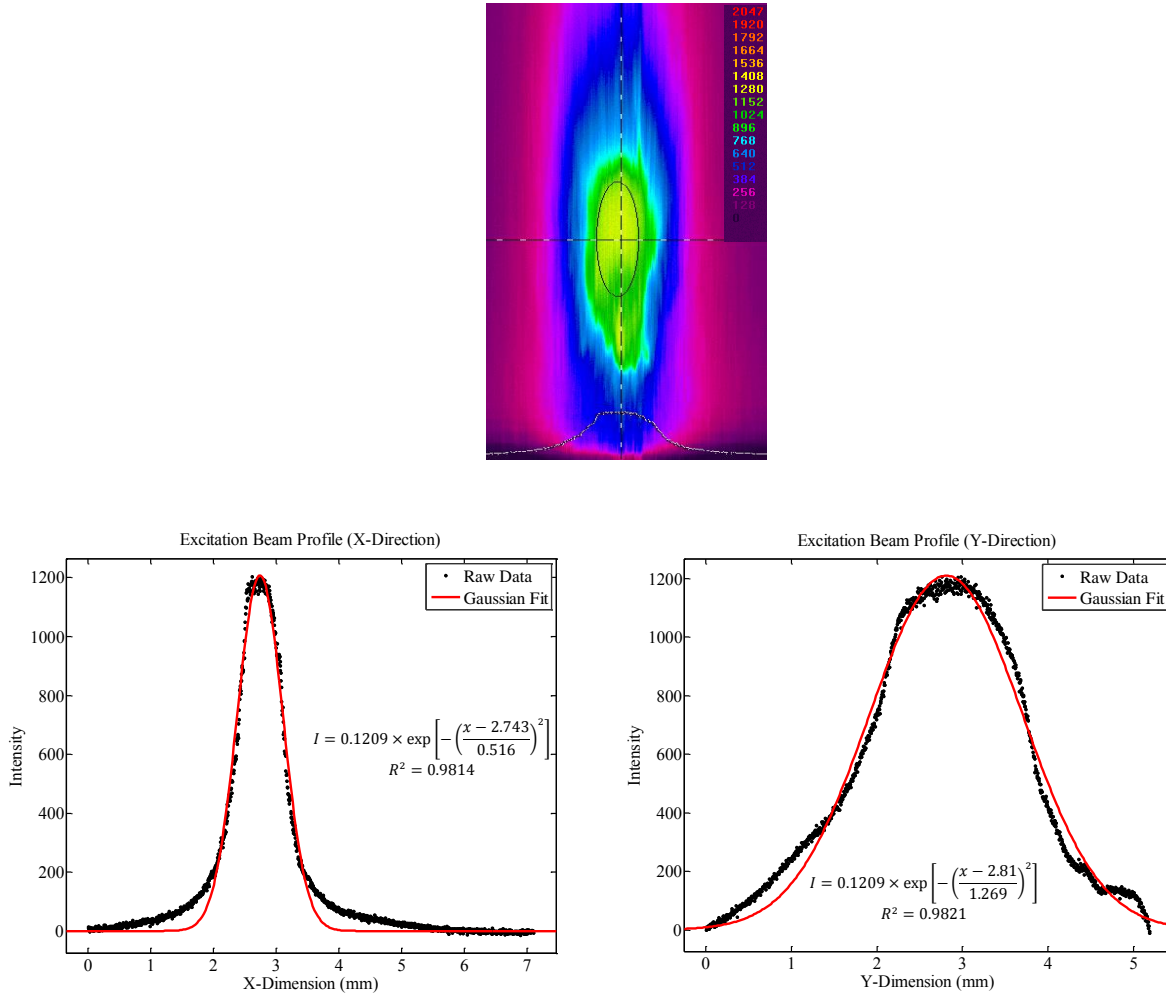 2047
1920
1792
1664
1536
1408
1280
1152
1024
896
768
640
512
384
256
128
0
Excitation Beam Profile (X-Direction)
Raw Data
Gaussian Fit
1200
1000
800
600
400
200
0
Intensity
I = 0.1209 × exp [−((x − 2.743)/0.516)²]
R² = 0.9814
0 1 2 3 4 5 6 7
X-Dimension (mm)
Excitation Beam Profile (Y-Direction)
Raw Data
Gaussian Fit
1200
1000
800
600
400
200
0
Intensity
I = 0.1209 × exp [−((x − 2.81)/1.269)²]
R² = 0.9821
0 1 2 3 4 5
Y-Dimension (mm)